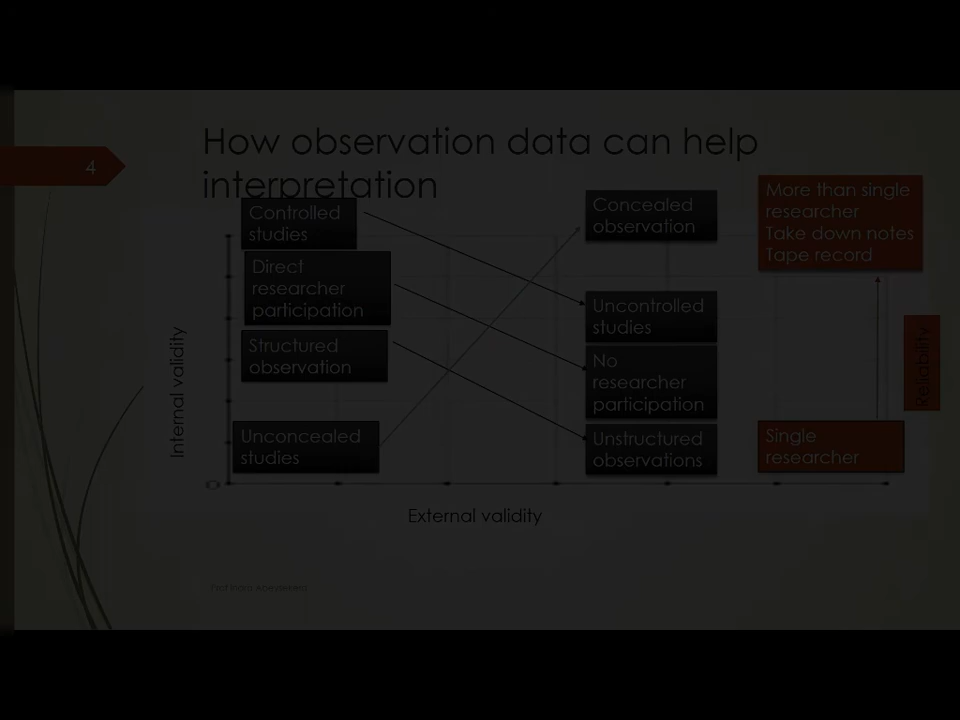 How observation data can help
interpretation
4
Controlled
studies
Direct
researcher
participation
Structured
observation
Unconcealed
studies
Concealed
observation
Uncontrolled
studies
No
researcher
participation
Unstructured
observations
More than single
researcher
Take down notes
Tape record
Single
researcher
Reliability
Internal validity
External validity